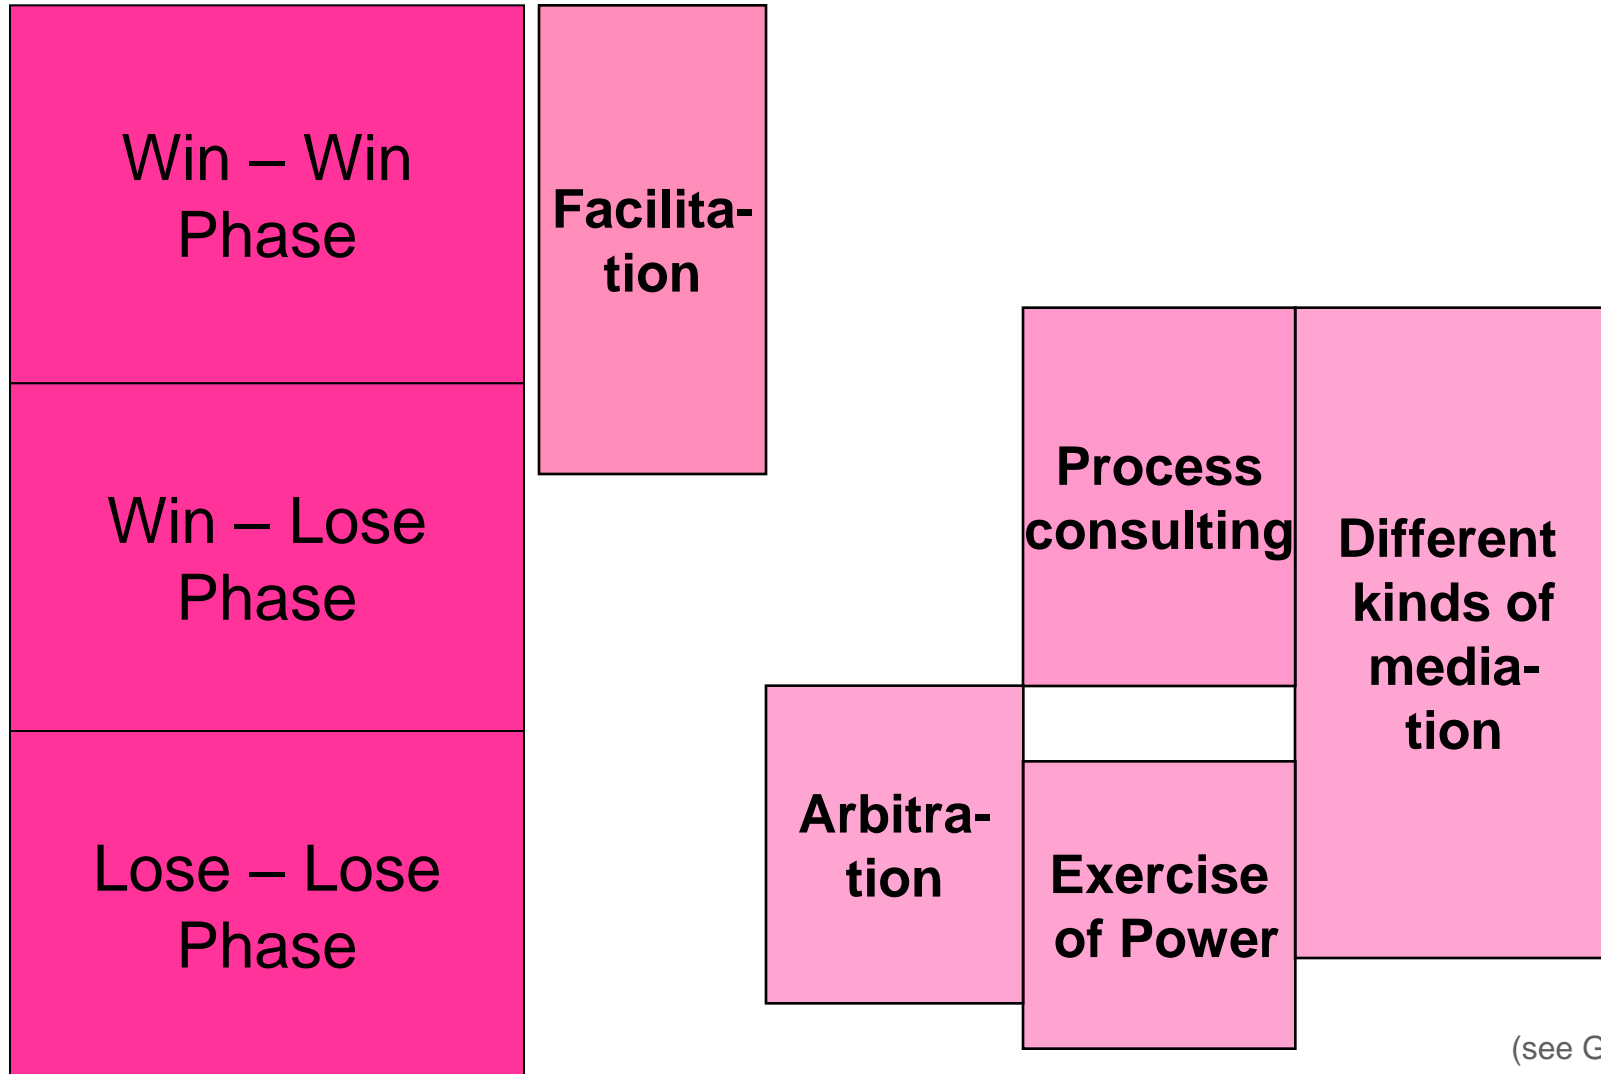 Win – Win
Phase
Win – Lose
Phase
Lose – Lose
Phase
Facilita-
tion
Arbitra-
tion
Process
consulting
Exercise
of Power
Different
kinds of
media-
tion
(see G